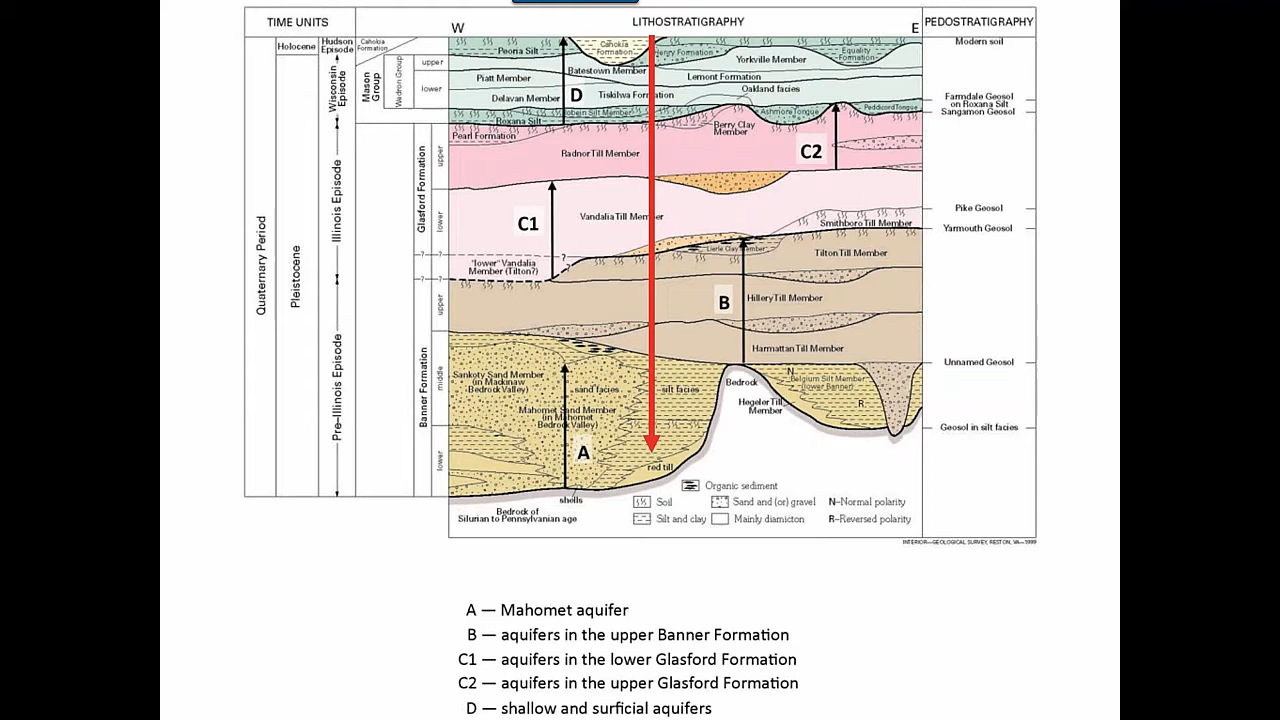 TIME UNITS
LITHOSTRATIGRAPHY
PEDOSTRATIGRAPHY
W
E
Holocene
Hudson
Episode
Cahokia
Formation
Peoria Silt
Cahokia
Formation
Henry Formation
Equality
Formation
Modern soil
Yorkville Member
Wisconsin
Episode
Mason
Group
Wedron Group
upper
lower
Batestown Member
Piatt Member
Lemont Formation
Delavan Member
D
Tiskilwa Formation
Oakland facies
Robein Silt Member
Ashmore Tongue
Peddicord Tongue
Roxana Silt
Farmdale Geosol
on Roxana Silt
Sangamon Geosol
Berry Clay
Member
Pearl Formation
Radnor Till Member
C2
Quaternary Period
Pleistocene
Illinois Episode
Glasford Formation
upper
lower
C1
Vandalia Till Member
Smithboro Till Member
Pike Geosol
Yarmouth Geosol
Lierle Clay Member
"lower" Vandalia
Member (Tilton?)
?
?
Tilton Till Member
B
Hillery Till Member
Harmattan Till Member
Pre–Illinois Episode
Banner Formation
upper
middle
lower
Unnamed Geosol
Sankoty Sand Member
(in Mackinaw
Bedrock Valley)
sand facies
silt facies
Bedrock
N
Belgium Silt Member
(lower Banner)
R
Mahomet Sand Member
(in Mahomet
Bedrock Valley)
Hegeler Till
Member
Geosol in silt facies
A
red till
shells
Bedrock of
Silurian to Pennsylvanian age
Organic sediment
Soil
Sand and (or) gravel
N–Normal polarity
Silt and clay
Mainly diamicton
R–Reversed polarity
INTERIOR—GEOLOGICAL SURVEY, RESTON, VA—1999
A — Mahomet aquifer
B — aquifers in the upper Banner Formation
C1 — aquifers in the lower Glasford Formation
C2 — aquifers in the upper Glasford Formation
D — shallow and surficial aquifers